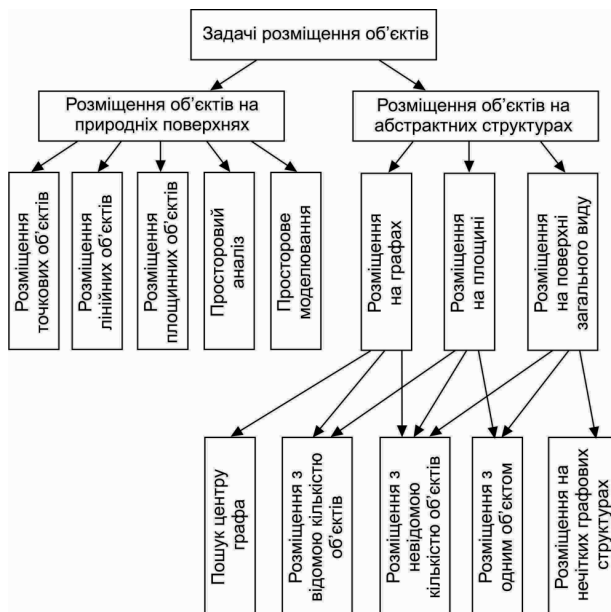 Задачі розміщення об’єктів
Розміщення об’єктів на
природніх поверхнях
Розміщення об’єктів на
абстрактних структурах
Розміщення
точкових об’єктів
Розміщення
лінійних об’єктів
Розміщення
площинних об’єктів
Просторовий
аналіз
Просторове
моделювання
Розміщення
на графах
Розміщення
на площині
Розміщення
на поверхні
загального виду
Пошук центру
графа
Розміщення з
відомою кількістю
об’єктів
Розміщення з
невідомою
кількістю об’єктів
Розміщення з
одним об’єктом
Розміщення на
нечітких графових
структурах